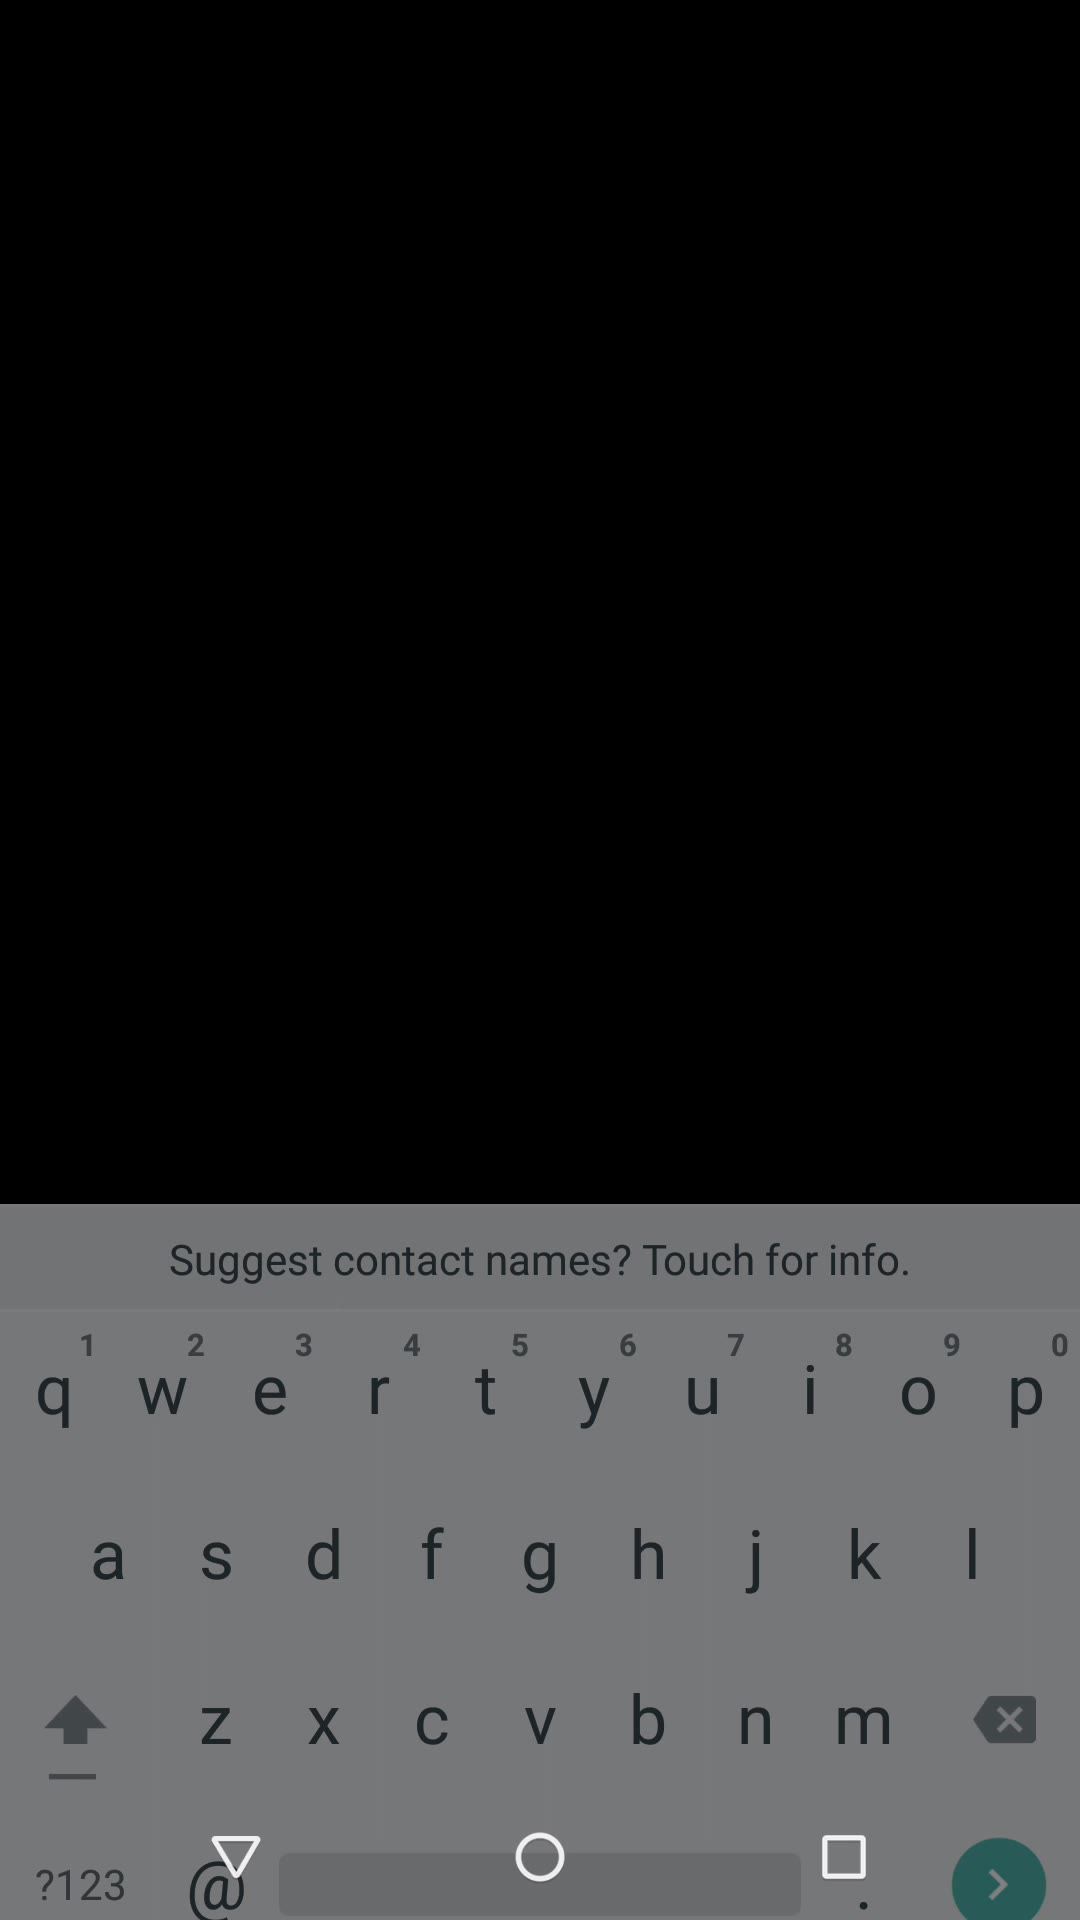 Suggest contact names? Touch for info.
1 2 3 4 5 6 7 8 9 0
q w e r t y u i o p
a s d f g h j k l
z x c v b n m
?123 @ .